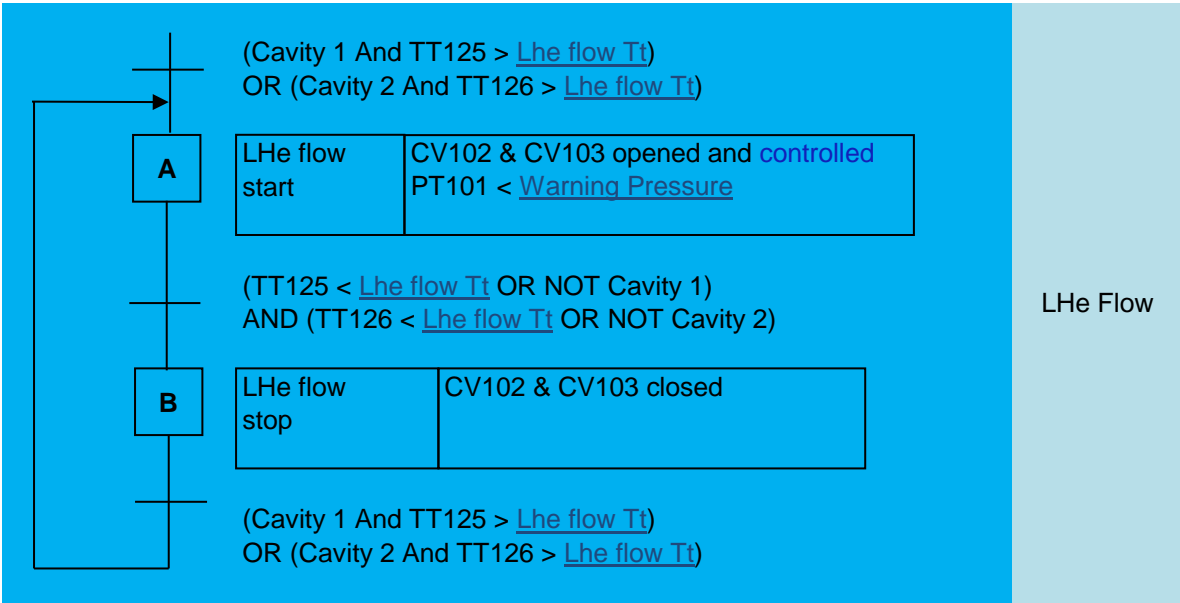 (Cavity 1 And TT125 > Lhe flow Tt)
OR (Cavity 2 And TT126 > Lhe flow Tt)
A
LHe flow
start
CV102 & CV103 opened and controlled
PT101 < Warning Pressure
(TT125 < Lhe flow Tt OR NOT Cavity 1)
AND (TT126 < Lhe flow Tt OR NOT Cavity 2)
B
LHe flow
stop
CV102 & CV103 closed
(Cavity 1 And TT125 > Lhe flow Tt)
OR (Cavity 2 And TT126 > Lhe flow Tt)
LHe Flow